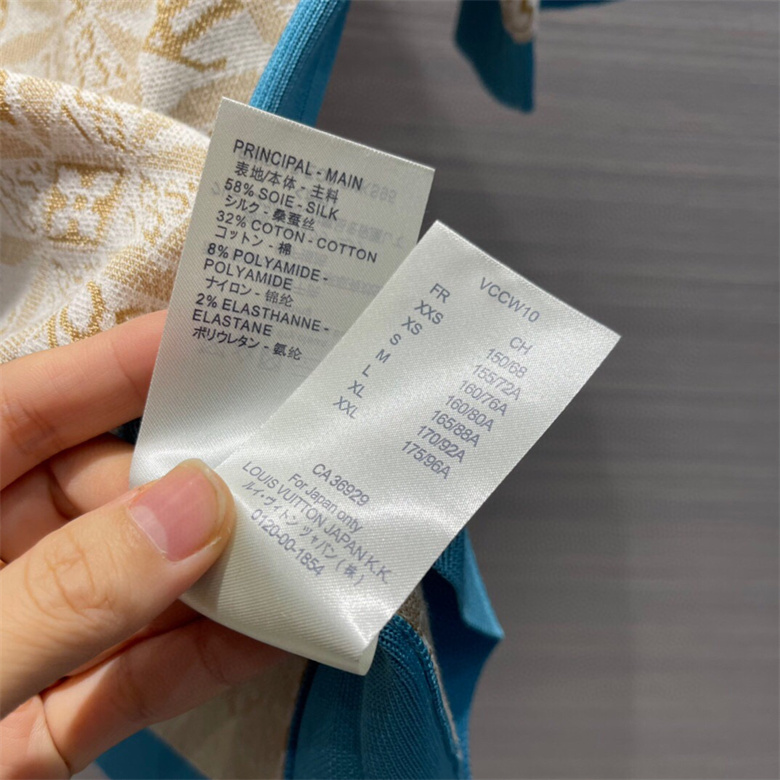 PRINCIPAL - MAIN
表地/本体 - 主料
58% SOIE - SILK
シルク - 桑蚕丝
32% COTON - COTTON
コットン - 棉
8% POLYAMIDE -
POLYAMIDE
ナイロン - 锦纶
2% ELASTHANNE -
ELASTANE
ポリウレタン - 氨纶
VCCW10
FR CH
XXS 150/68
XS 155/72A
S 160/76A
M 160/80A
L 165/88A
XL 170/92A
XXL 175/96A
CA 36929
For Japan only
LOUIS VUITTON JAPAN K.K.
ルイ・ヴィトン ジャパン (株)
0120-00-1854